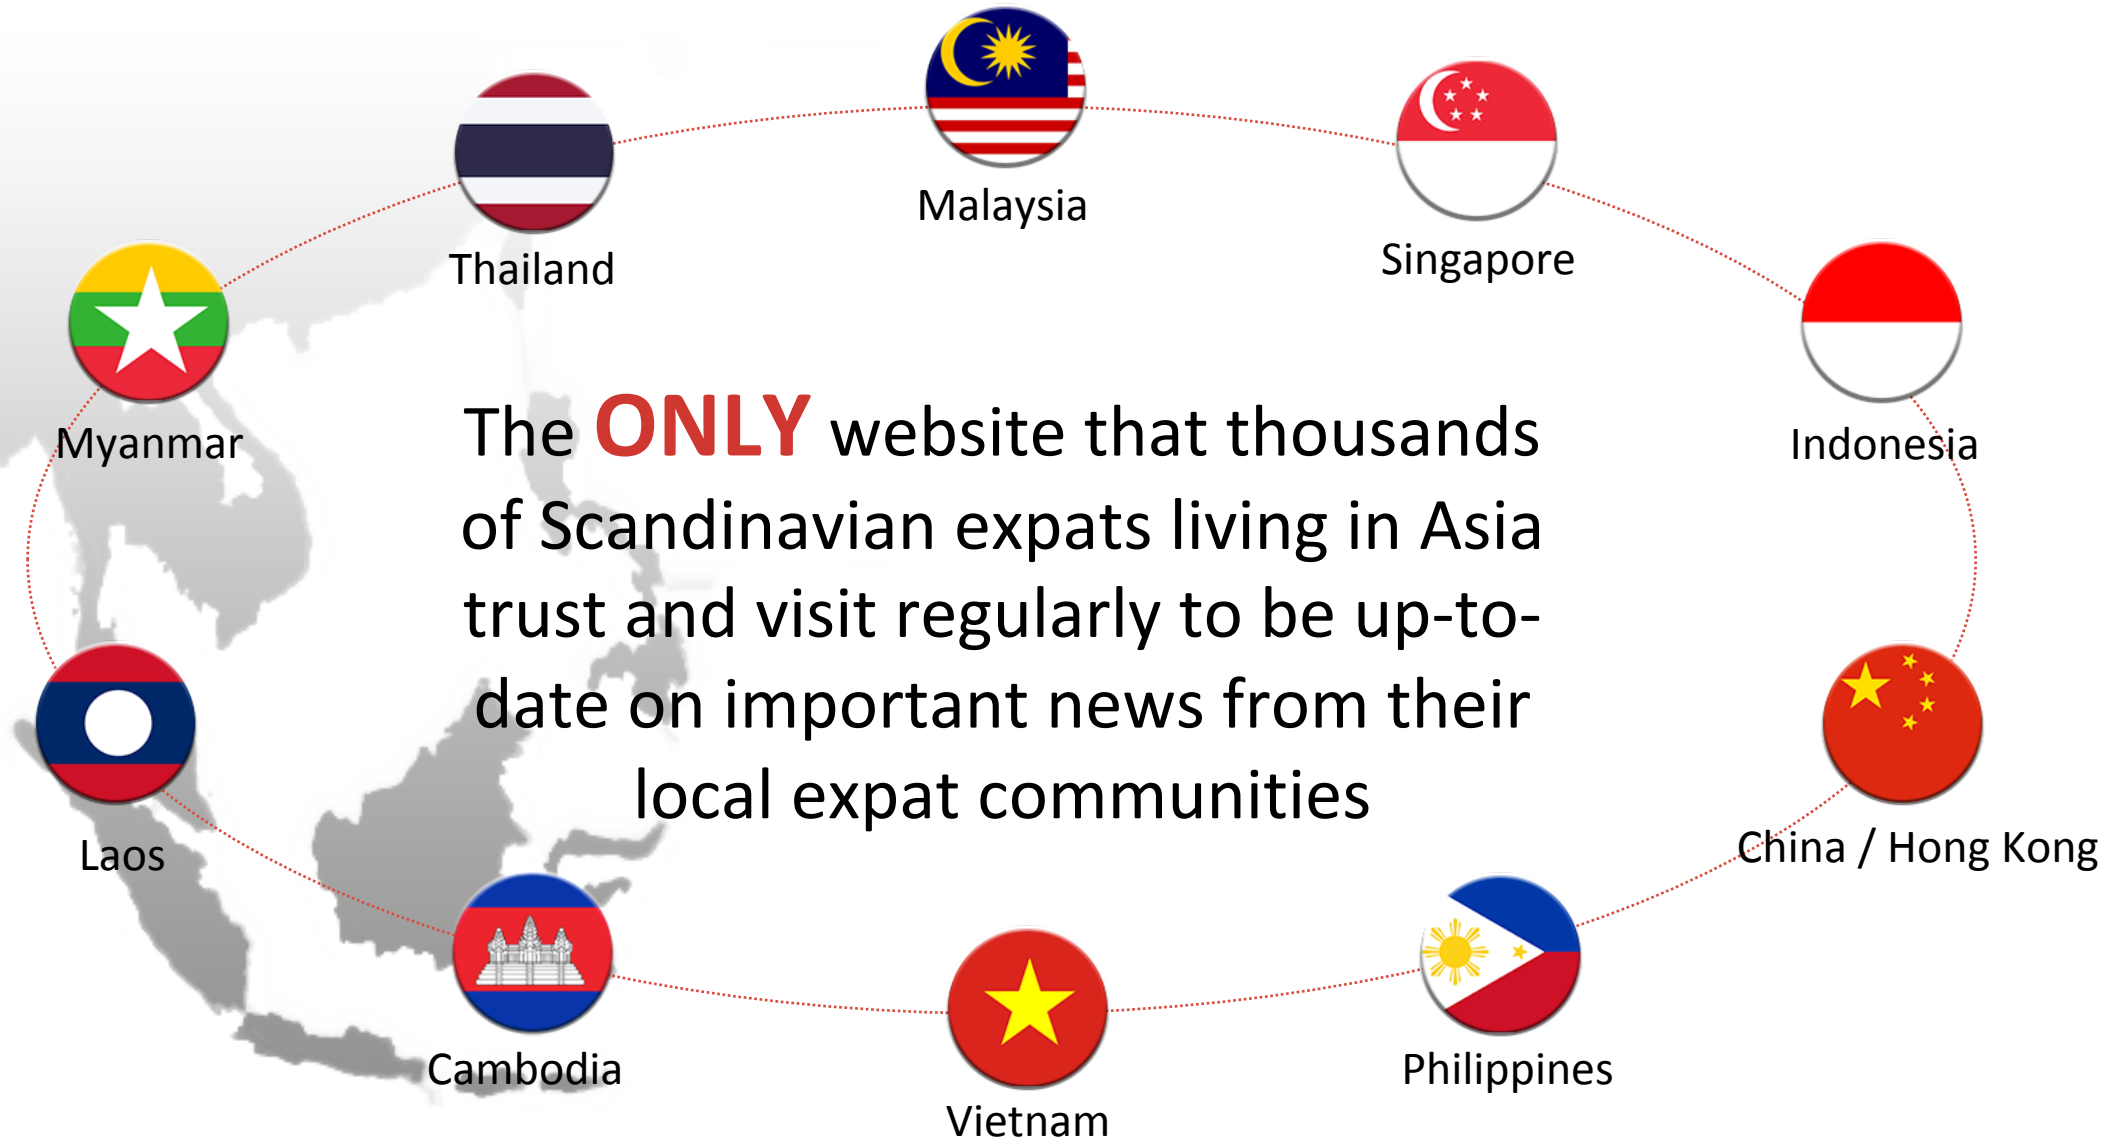 Malaysia
Singapore
Thailand
Indonesia
Myanmar
The ONLY website that thousands
of Scandinavian expats living in Asia
trust and visit regularly to be up-to-
date on important news from their
local expat communities
China / Hong Kong
Laos
Cambodia
Philippines
Vietnam